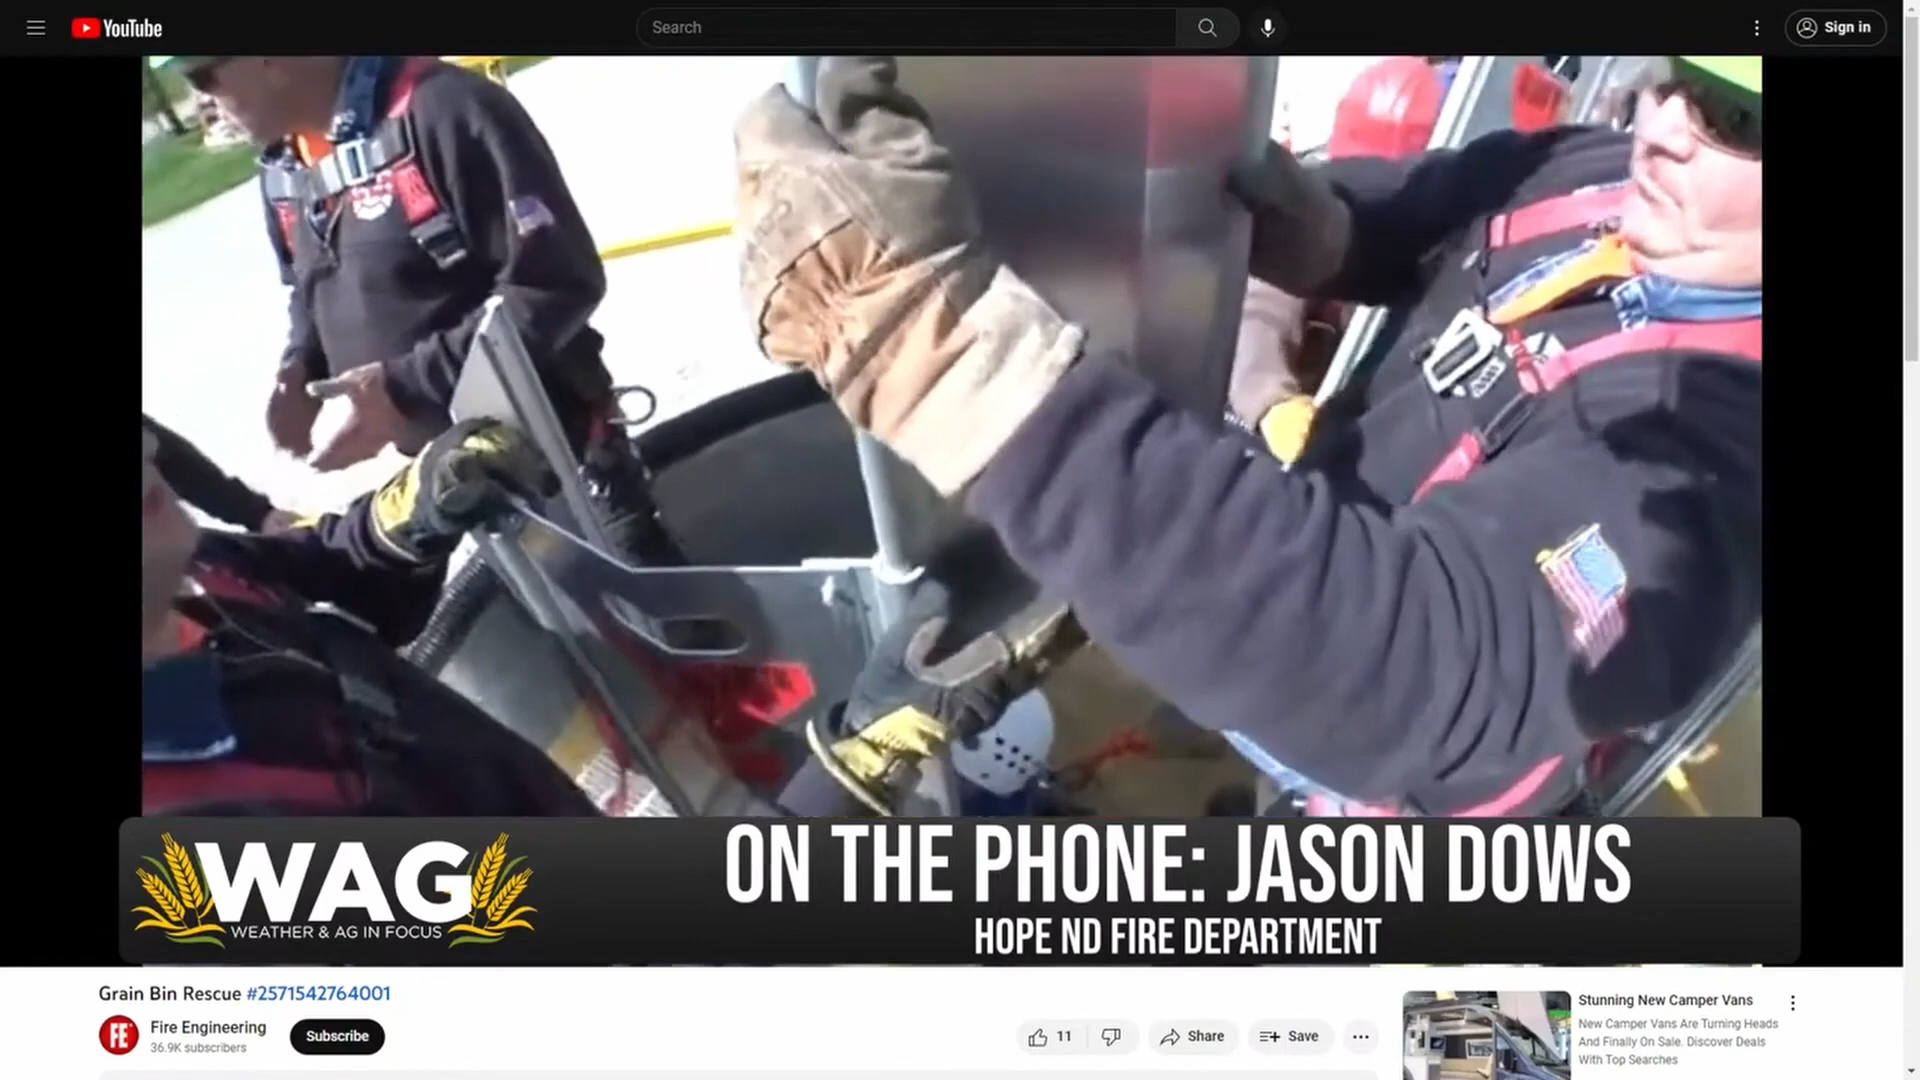 YouTube
Search
Sign in
WAG
WEATHER & AG IN FOCUS
ON THE PHONE: JASON DOWS
HOPE ND FIRE DEPARTMENT
Grain Bin Rescue #2571542764001
FE
Fire Engineering
36.9K subscribers
Subscribe
11
Share
Save
Stunning New Camper Vans
New Camper Vans Are Turning Heads
And Finally On Sale. Discover Deals
With Top Searches